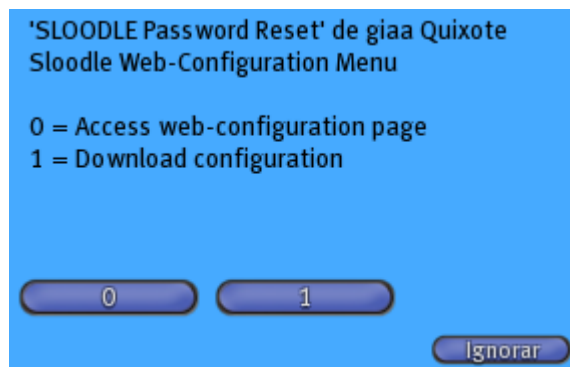 'SLOODLE Password Reset' de giaa Quixote
Sloodle Web-Configuration Menu
0 = Access web-configuration page
1 = Download configuration
0 1
Ignorar